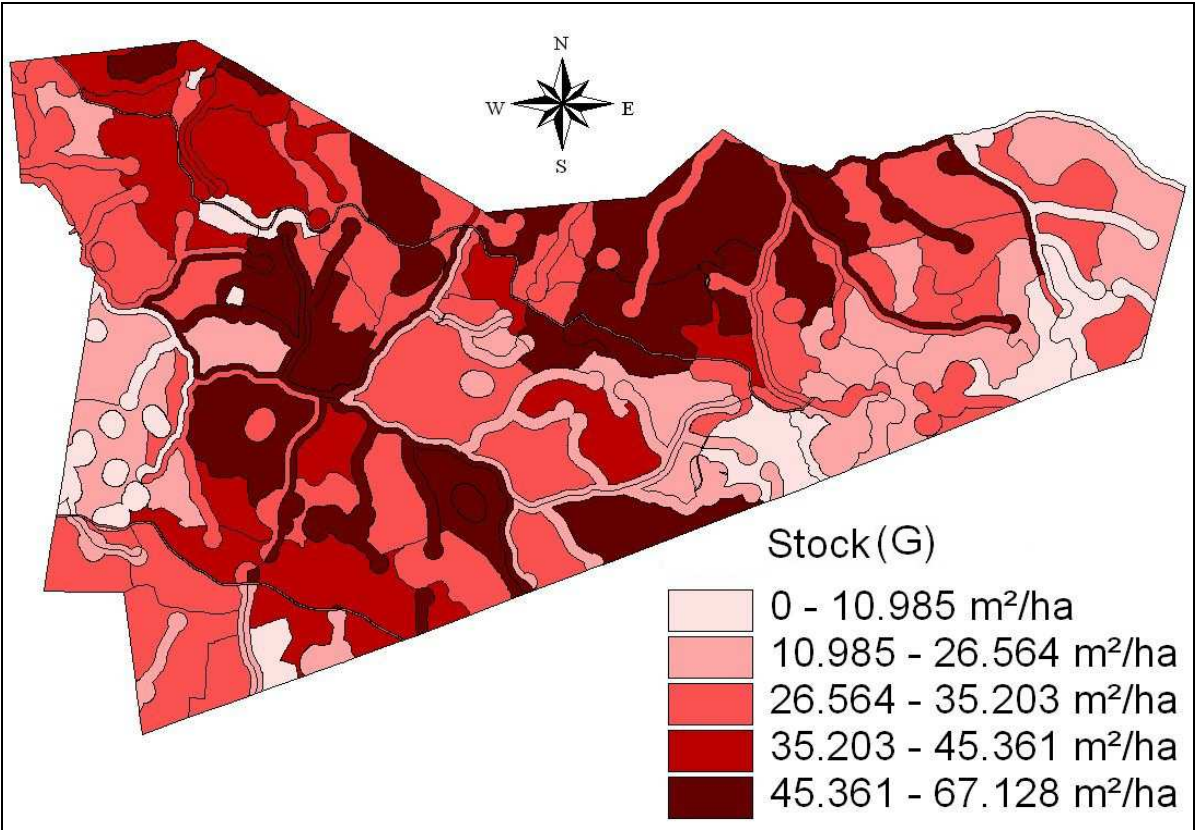 N
W E
S
Stock (G)
0 - 10.985 m²/ha
10.985 - 26.564 m²/ha
26.564 - 35.203 m²/ha
35.203 - 45.361 m²/ha
45.361 - 67.128 m²/ha